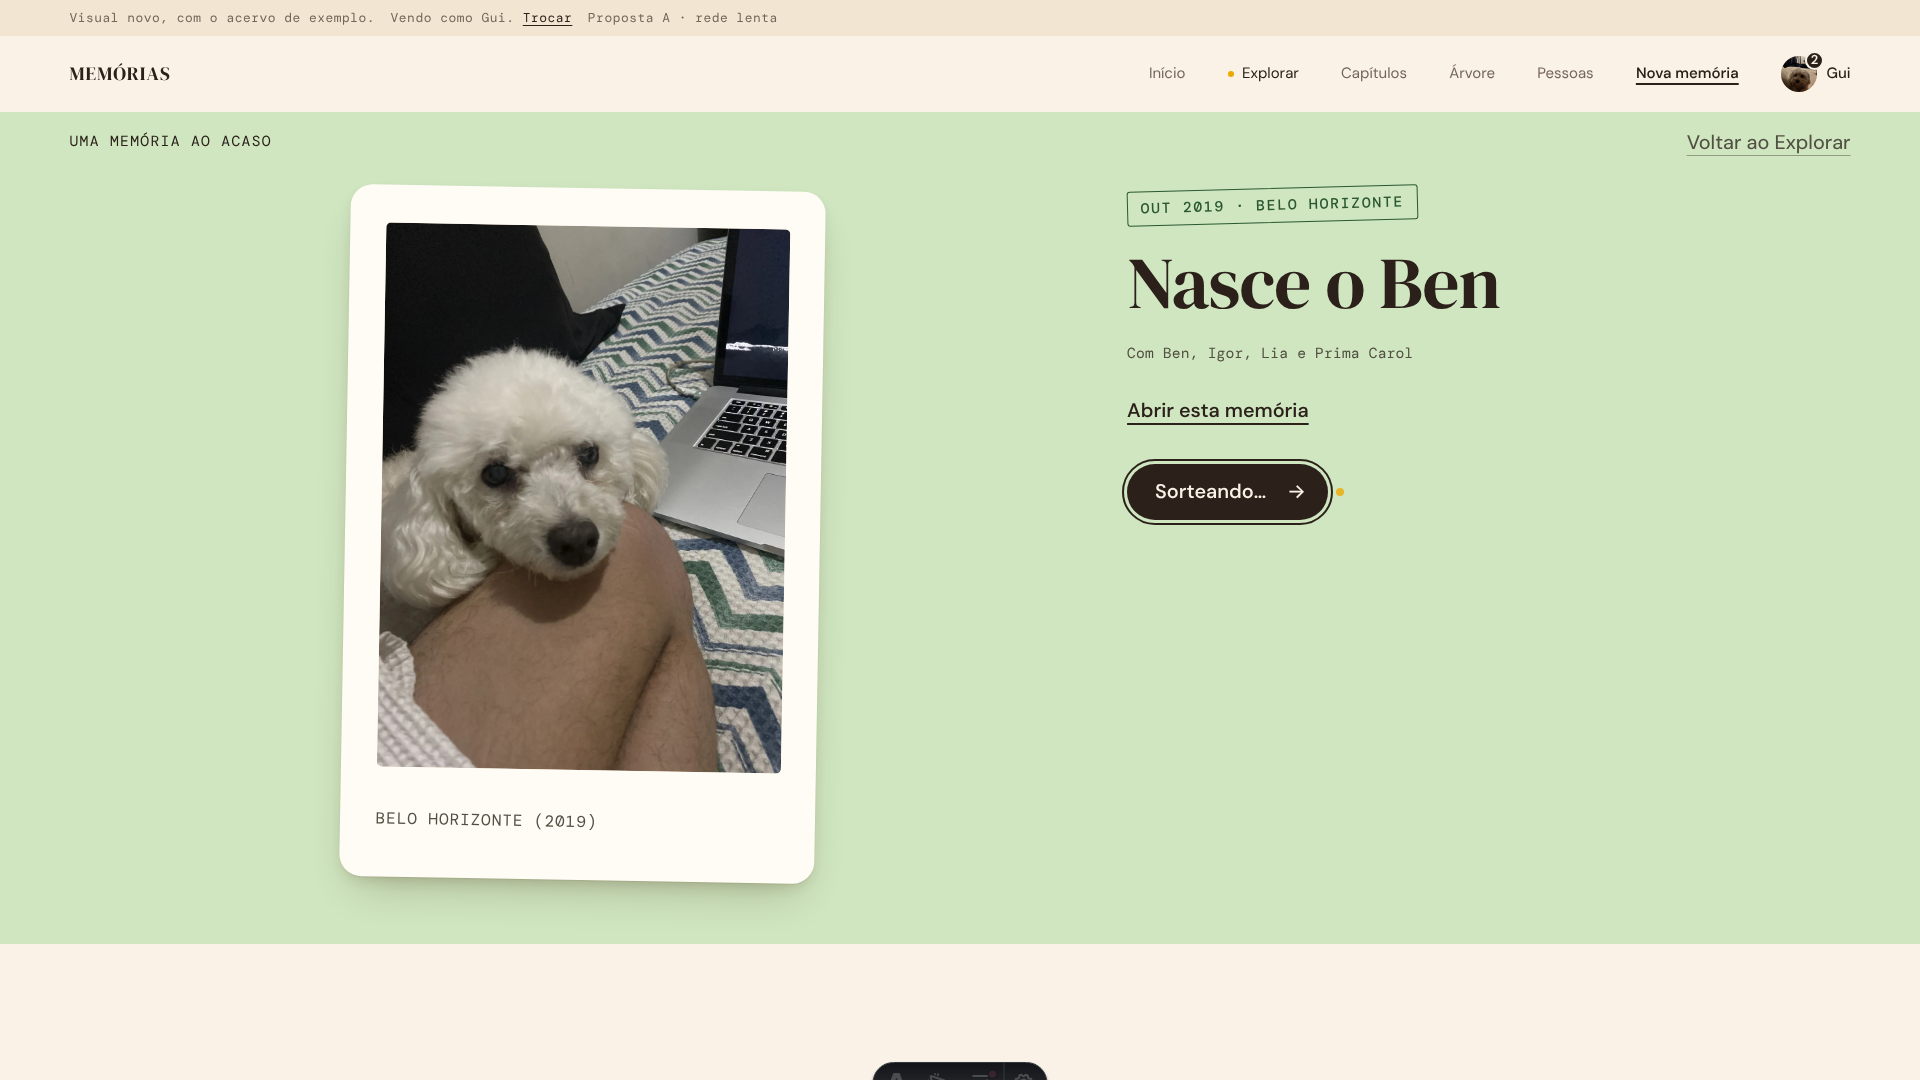 Visual novo, com o acervo de exemplo. Vendo como Gui. Trocar Proposta A · rede lenta
MEMÓRIAS
Início
Explorar
Capítulos
Árvore
Pessoas
Nova memória
2
Gui
UMA MEMÓRIA AO ACASO
Voltar ao Explorar
OUT 2019 · BELO HORIZONTE
Nasce o Ben
Com Ben, Igor, Lia e Prima Carol
Abrir esta memória
Sorteando… →
BELO HORIZONTE (2019)